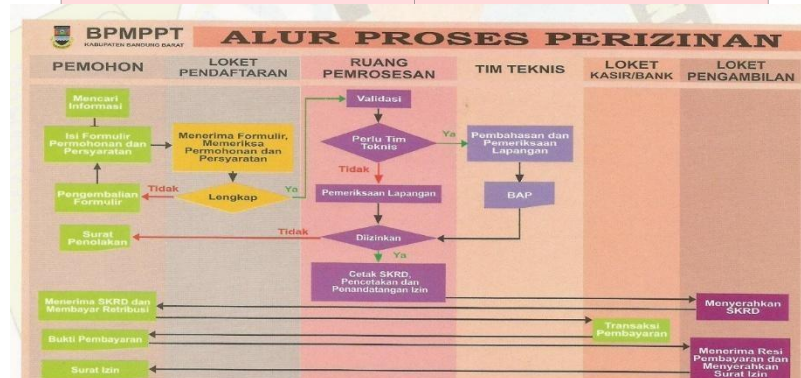 BPMPPT
KABUPATEN BANDUNG BARAT
ALUR PROSES PERIZINAN
PEMOHON
LOKET
PENDAFTARAN
RUANG
PEMROSESAN
TIM TEKNIS
LOKET
KASIR/BANK
LOKET
PENGAMBILAN
Mencari
Informasi
Isi Formulir
Permohonan dan
Persyaratan
Menerima Formulir,
Memeriksa
Permohonan dan
Persyaratan
Validasi
Perlu Tim
Teknis
Ya
Pembahasan dan
Pemeriksaan
Lapangan
Tidak
Pengembalian
Formulir
Tidak
Lengkap
Ya
Pemeriksaan Lapangan
BAP
Surat
Penolakan
Tidak
Diizinkan
Ya
Cetak SKRD,
Pencetakan dan
Penandatangan Izin
Menerima SKRD dan
Membayar Retribusi
Menyerahkan
SKRD
Transaksi
Pembayaran
Bukti Pembayaran
Menerima Resi
Pembayaran dan
Menyerahkan
Surat Izin
Surat Izin